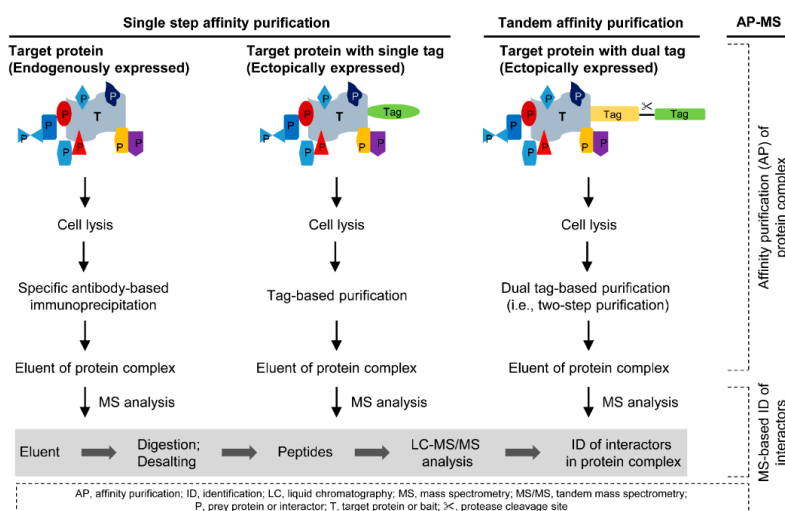 Single step affinity purification
Tandem affinity purification
AP-MS
Target protein
(Endogenously expressed)
Target protein with single tag
(Ectopically expressed)
Target protein with dual tag
(Ectopically expressed)
P
P
P
T
P
P
P
P
P
P
P
P
P
T
Tag
P
P
P
P
P
P
P
P
P
T
Tag
Tag
P
P
P
P
P
P
Cell lysis
Cell lysis
Cell lysis
Specific antibody-based
immunoprecipitation
Tag-based purification
Dual tag-based purification
(i.e., two-step purification)
Eluent of protein complex
Eluent of protein complex
Eluent of protein complex
MS analysis
MS analysis
MS analysis
Affinity purification (AP) of
protein complex
Eluent
Digestion;
Desalting
Peptides
LC-MS/MS
analysis
ID of interactors
in protein complex
MS-based ID of
interactors
AP, affinity purification; ID, identification; LC, liquid chromatography; MS, mass spectrometry; MS/MS, tandem mass spectrometry;
P, prey protein or interactor; T, target protein or bait; ✂, protease cleavage site